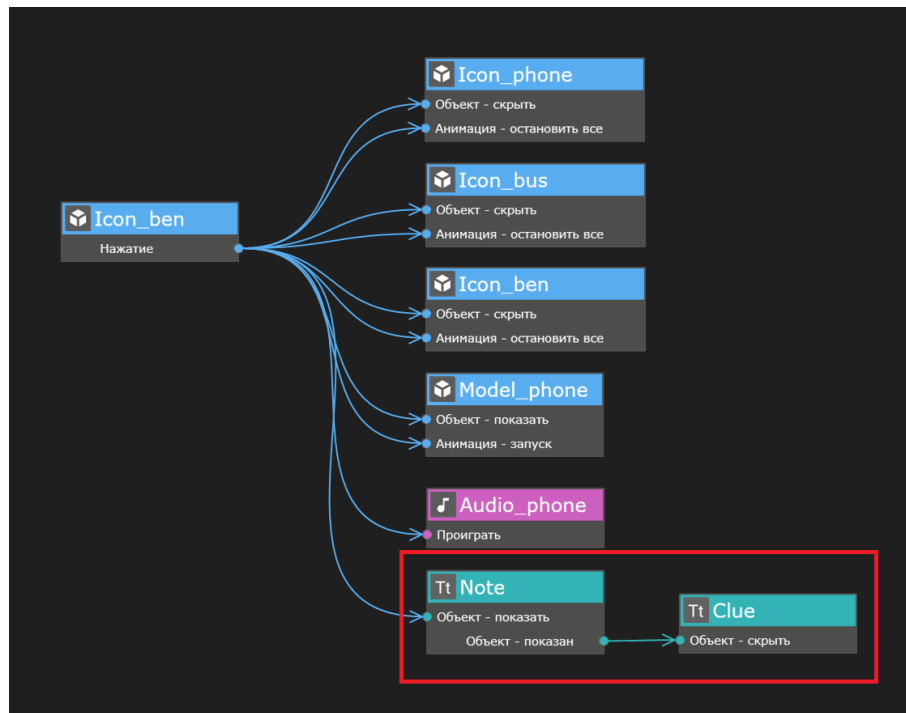 Icon_phone
Объект - скрыть
Анимация - остановить все
Icon_bus
Объект - скрыть
Анимация - остановить все
Icon_ben
Нажатие
Icon_ben
Объект - скрыть
Анимация - остановить все
Model_phone
Объект - показать
Анимация - запуск
Audio_phone
Проиграть
Tt Note
Объект - показать
Объект - показан
Tt Clue
Объект - скрыть